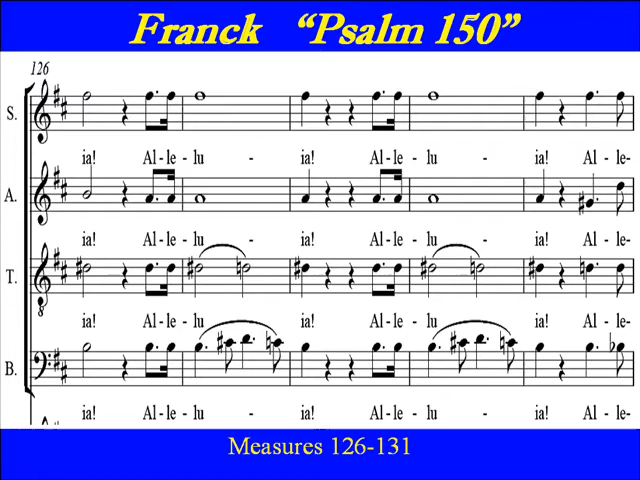 Franck “Psalm 150”
126
S.
ia! Al - le - lu - ia! Al - le - lu - ia! Al - le-
A.
ia! Al - le - lu - ia! Al - le - lu - ia! Al - le-
T.
ia! Al - le - lu ia! Al - le - lu ia! Al - le-
B.
ia! Al - le - lu - ia! Al - le - lu - ia! Al - le-
Measures 126-131